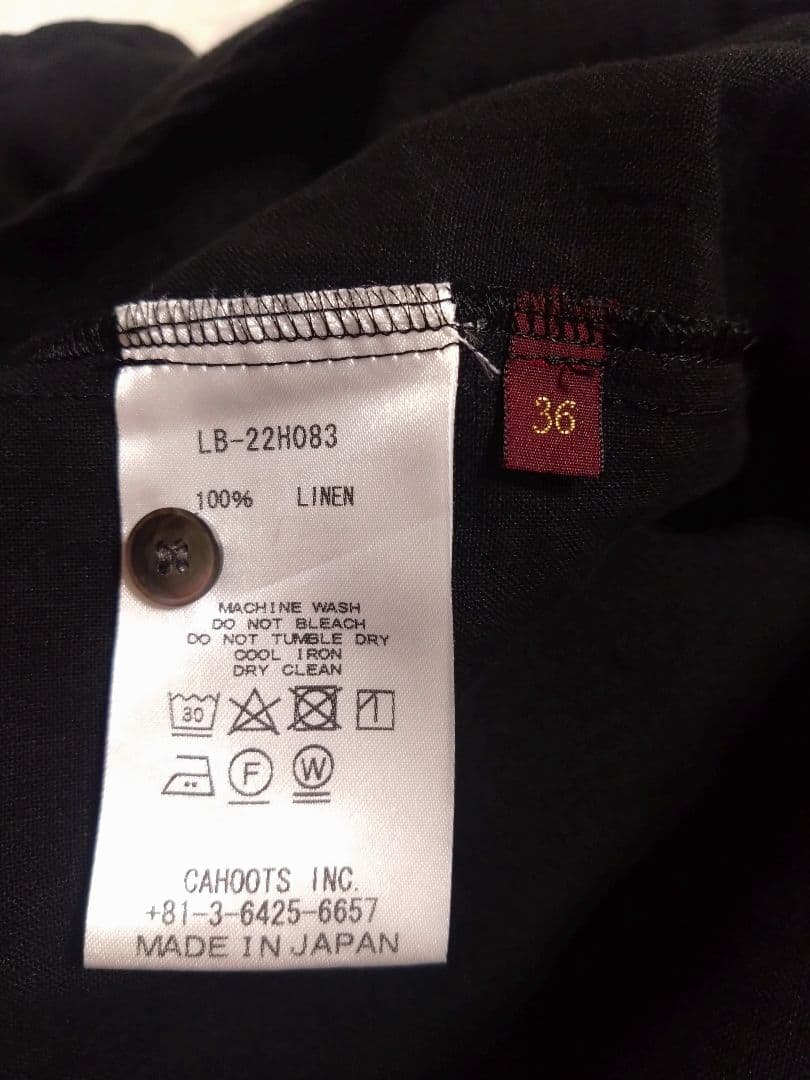 LB-22H083
36
100% LINEN
MACHINE WASH
DO NOT BLEACH
DO NOT TUMBLE DRY
COOL IRON
DRY CLEAN
30
F W
CAHOOTS INC.
+81-3-6425-6657
MADE IN JAPAN